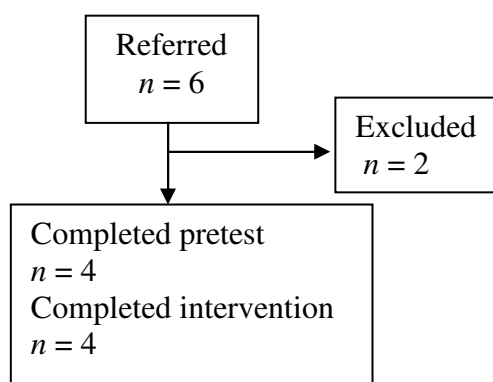 Referred
n = 6
Excluded
n = 2
Completed pretest
n = 4
Completed intervention
n = 4